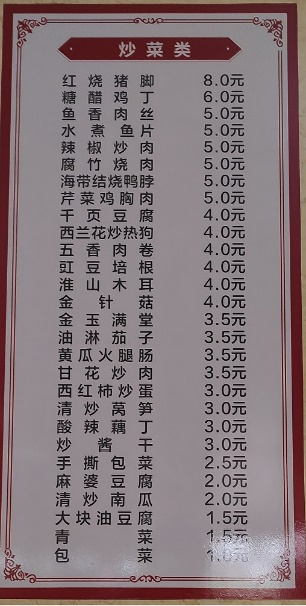 炒菜类
红烧猪脚 8.0元
糖醋鸡丁 6.0元
鱼香肉丝 5.0元
水煮鱼片 5.0元
辣椒炒肉 5.0元
腐竹烧肉 5.0元
海带结烧鸭脖 5.0元
芹菜鸡胸肉 5.0元
千页豆腐 4.0元
西兰花炒热狗 4.0元
五香肉卷 4.0元
豇豆培根 4.0元
淮山木耳 4.0元
金针菇 4.0元
金玉满堂 3.5元
油淋茄子 3.5元
黄瓜火腿肠 3.5元
甘花炒肉 3.5元
西红柿炒蛋 3.0元
清炒莴笋 3.0元
酸辣藕丁 3.0元
炒酱干 3.0元
手撕包菜 2.5元
麻婆豆腐 2.0元
清炒南瓜 2.0元
大块油豆腐 1.5元
青菜 1.5元
包菜